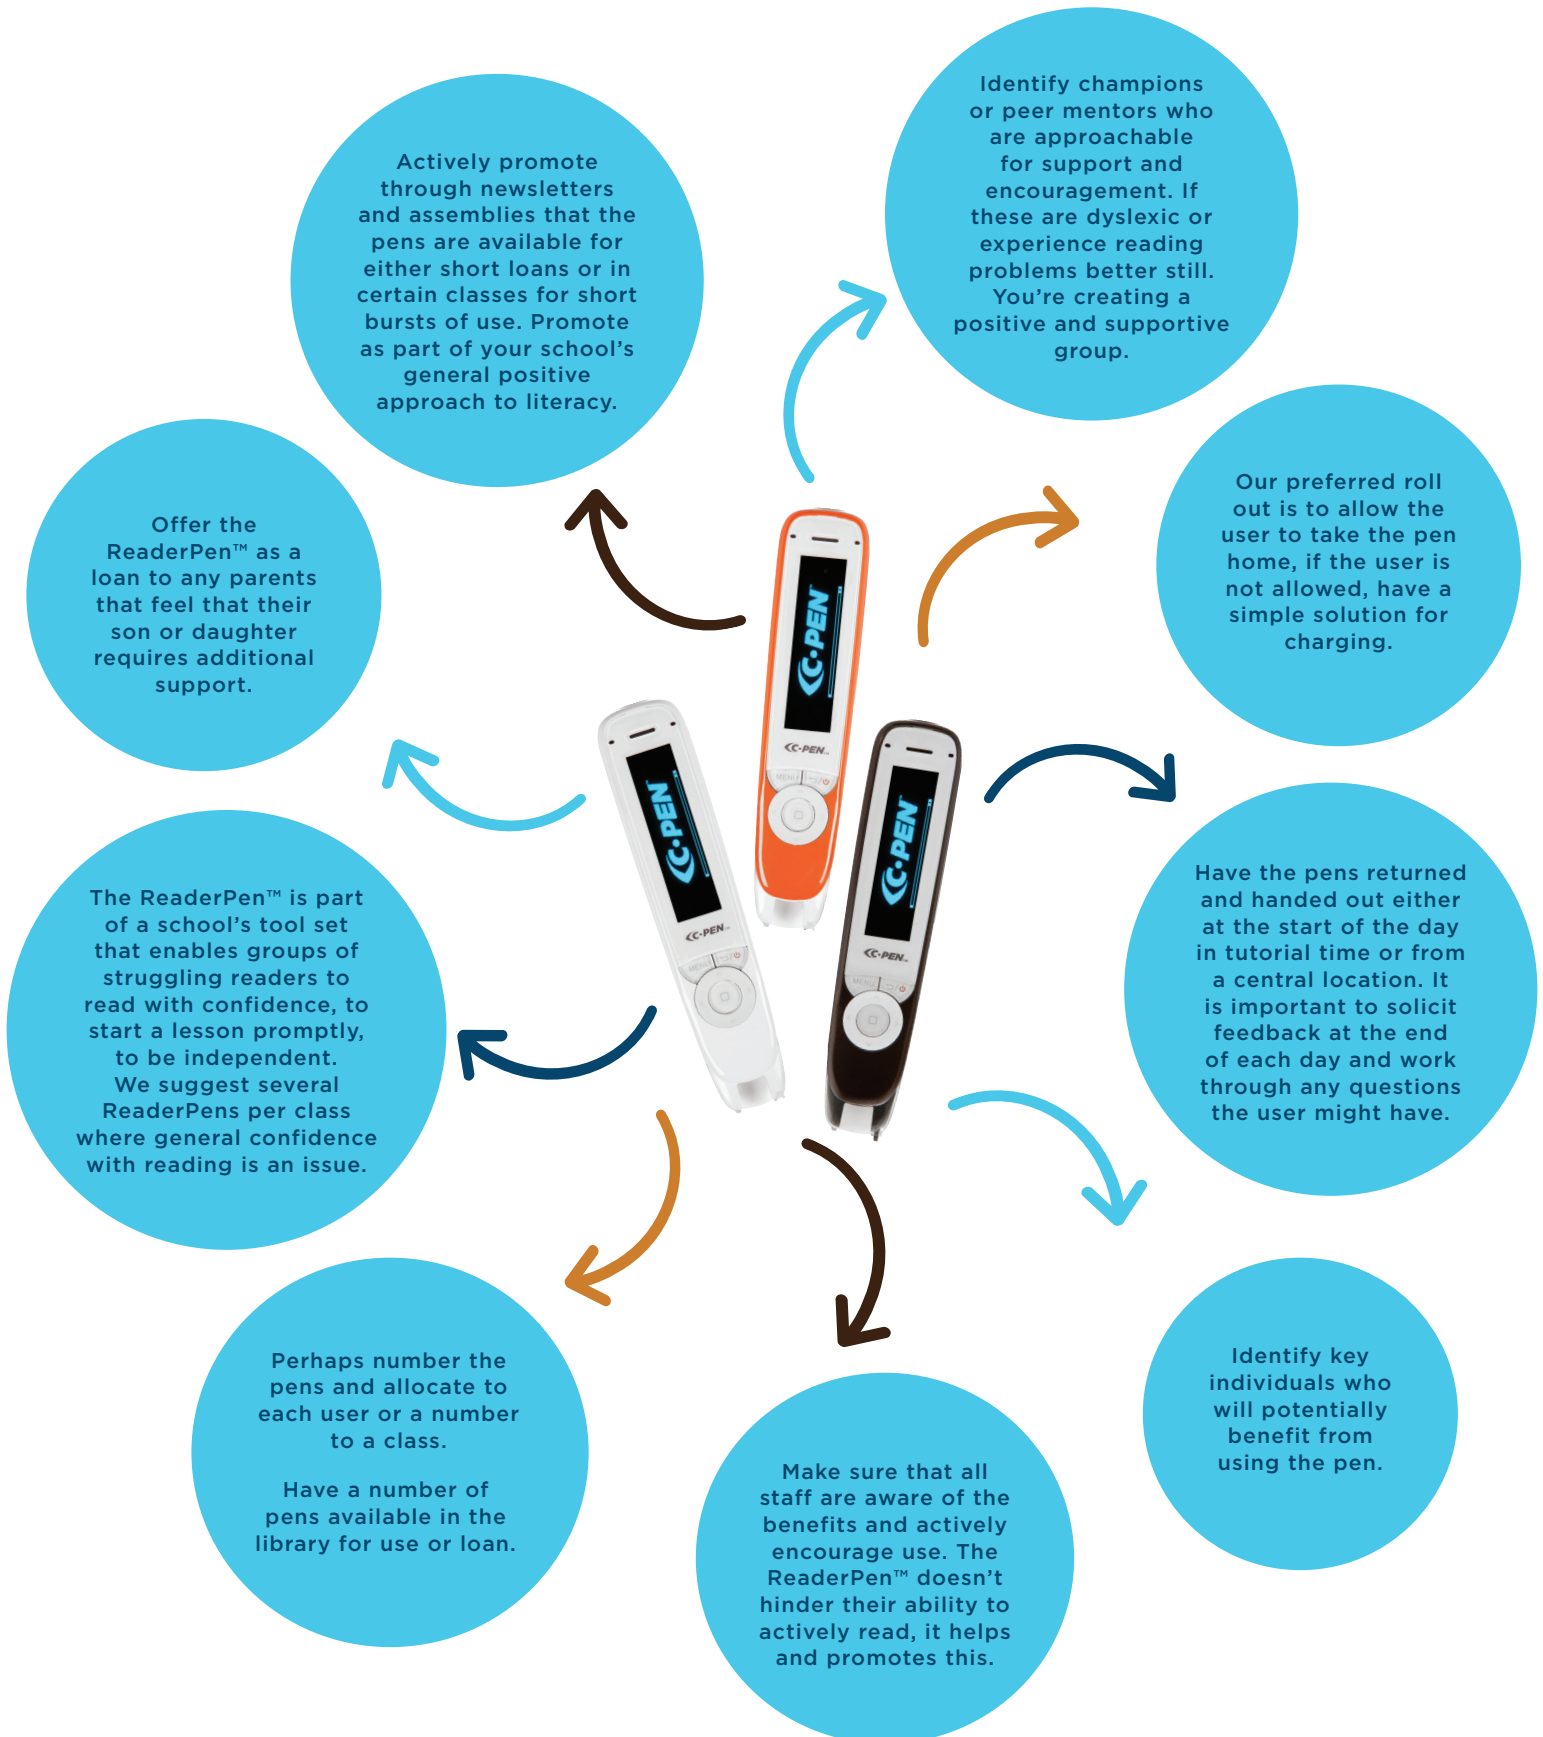 Identify champions
or peer mentors who
are approachable
for support and
encouragement. If
these are dyslexic or
experience reading
problems better still.
You’re creating a
positive and supportive
group.
Actively promote
through newsletters
and assemblies that the
pens are available for
either short loans or in
certain classes for short
bursts of use. Promote
as part of your school’s
general positive
approach to literacy.
Our preferred roll
out is to allow the
user to take the pen
home, if the user is
not allowed, have a
simple solution for
charging.
Offer the
ReaderPen™ as a
loan to any parents
that feel that their
son or daughter
requires additional
support.
C·PEN
C·PEN
MENU
C·PEN
C·PEN
MENU
C·PEN
C·PEN
MENU
Have the pens returned
and handed out either
at the start of the day
in tutorial time or from
a central location. It
is important to solicit
feedback at the end
of each day and work
through any questions
the user might have.
The ReaderPen™ is part
of a school’s tool set
that enables groups of
struggling readers to
read with confidence, to
start a lesson promptly,
to be independent.
We suggest several
ReaderPens per class
where general confidence
with reading is an issue.
Identify key
individuals who
will potentially
benefit from
using the pen.
Perhaps number the
pens and allocate to
each user or a number
to a class.
Have a number of
pens available in the
library for use or loan.
Make sure that all
staff are aware of the
benefits and actively
encourage use. The
ReaderPen™ doesn’t
hinder their ability to
actively read, it helps
and promotes this.